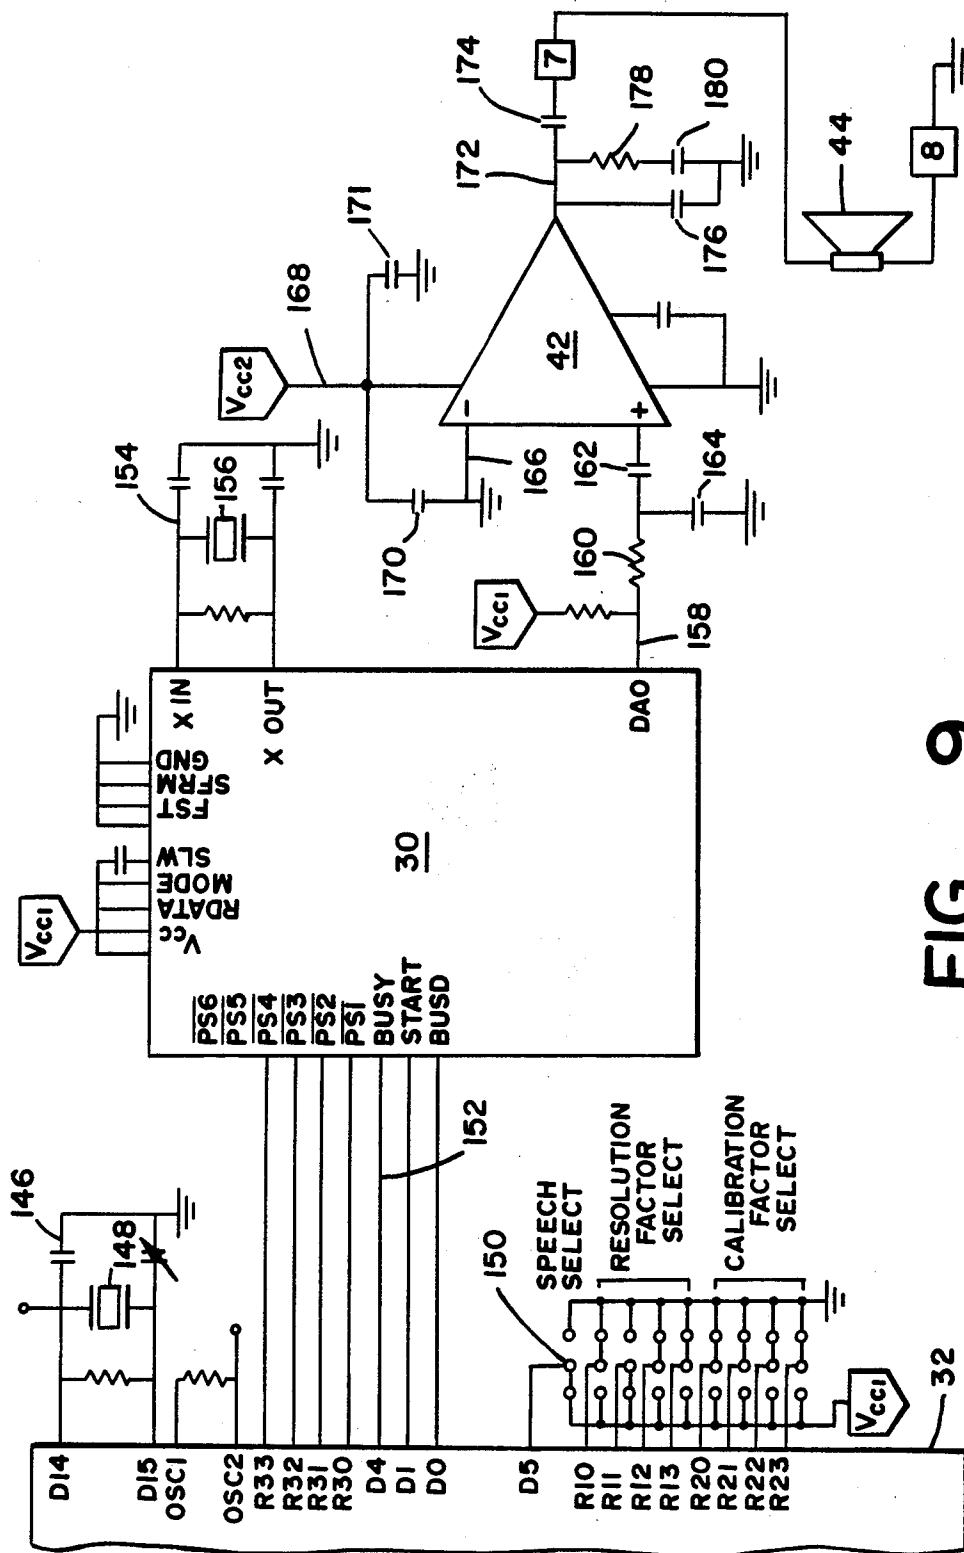 D14
D15
OSC1
OSC2
R33
R32
R31
R30
D4
D1
D0
D5
R10
R11
R12
R13
R20
R21
R22
R23
32
146
148
150
152
SPEECH
SELECT
RESOLUTION
FACTOR
SELECT
CALIBRATION
FACTOR
SELECT
VCC1
VCC1
PS6
PS5
PS4
PS3
PS2
PS1
BUSY
START
BUSD
VCC
RDATA
MODE
SLW
FST
SFRM
GND
X IN
X OUT
DAO
30
154
156
VCC1
158
160
162
164
166
168
170
171
VCC2
42
−
+
172
174
176
178
180
7
8
44
FIG 9